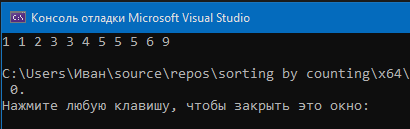 Консоль отладки Microsoft Visual Studio
1 1 2 3 3 4 5 5 5 6 9
C:\Users\Иван\source\repos\sorting by counting\x64\
0.
Нажмите любую клавишу, чтобы закрыть это окно: